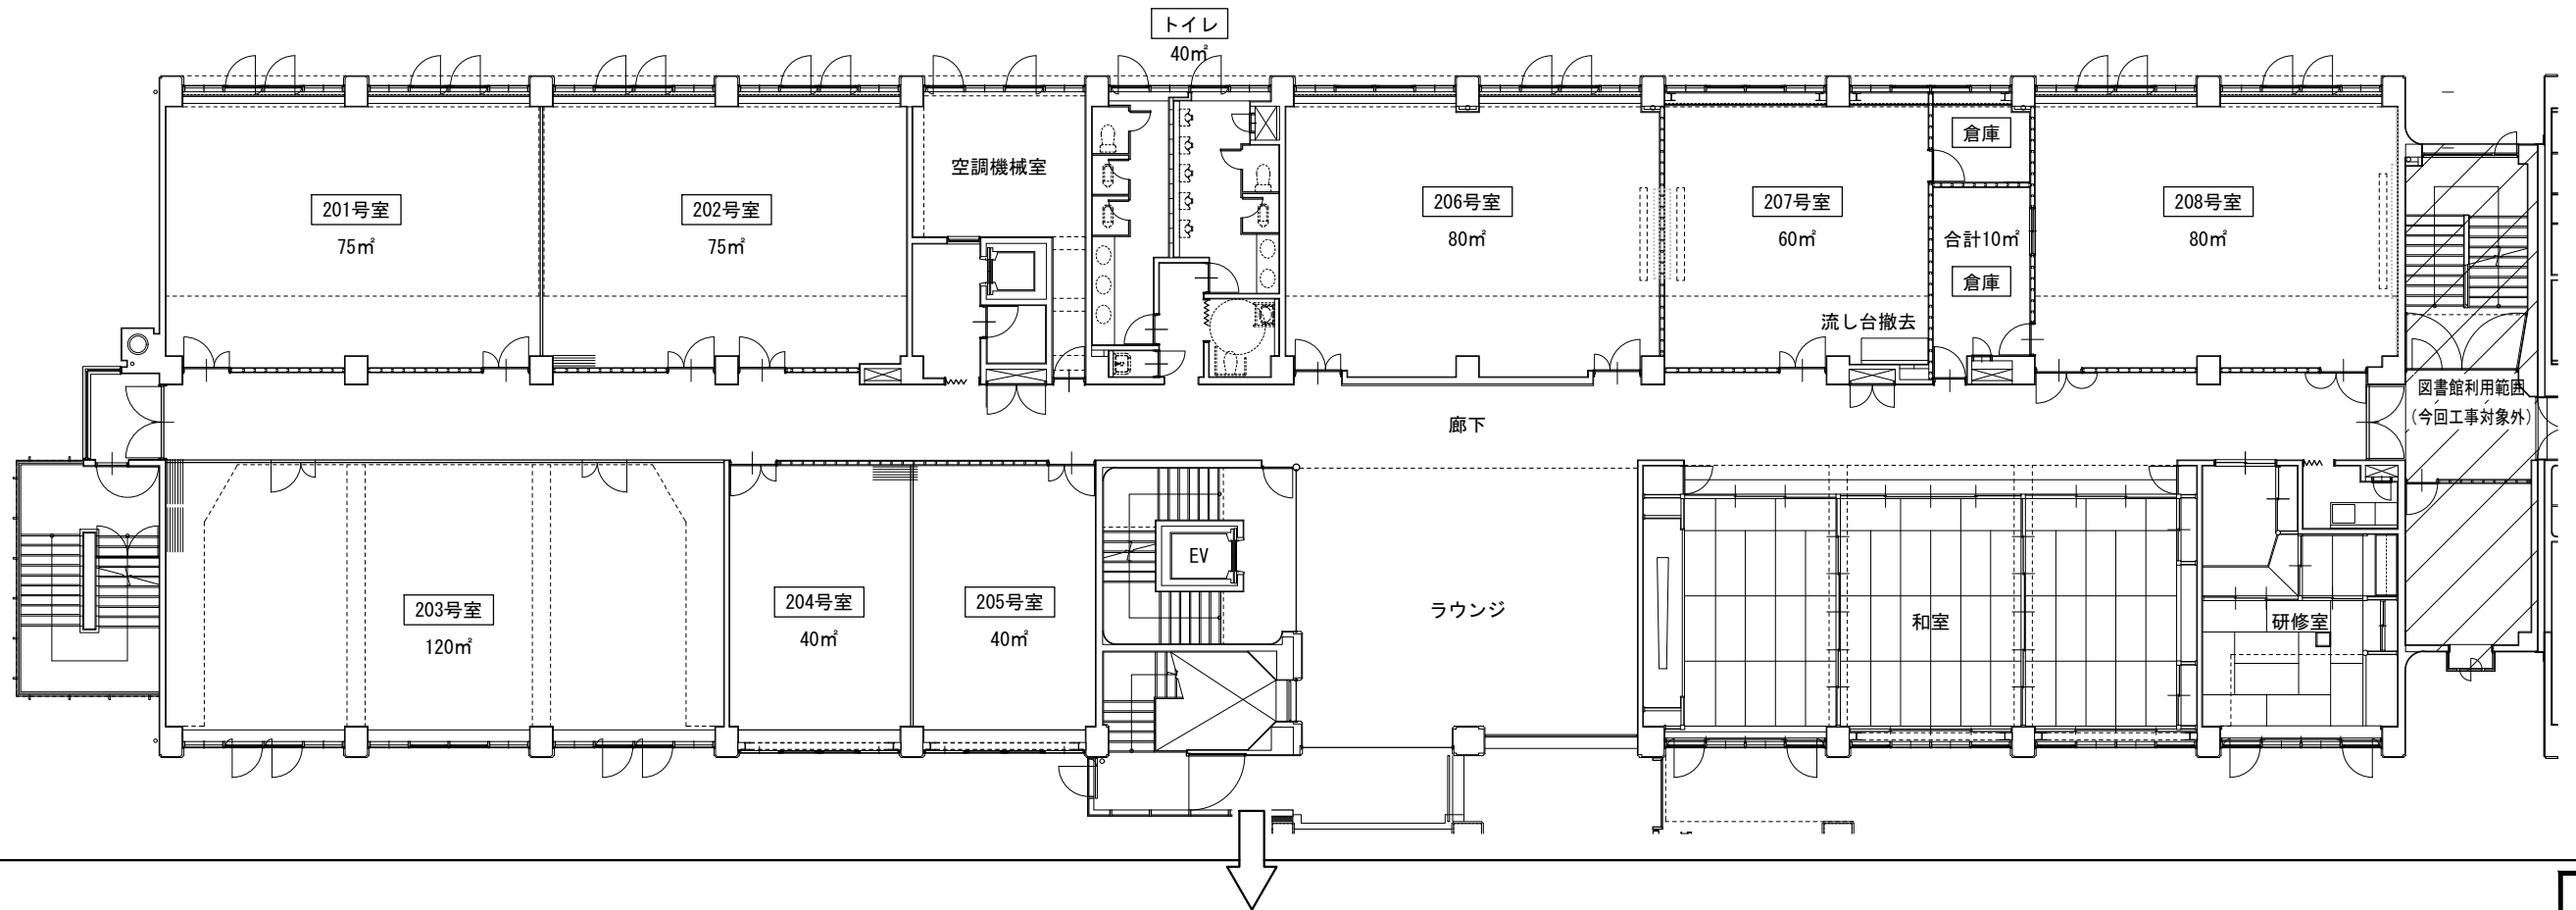 トイレ
40㎡
空調機械室
倉庫
201号室
75㎡
202号室
75㎡
206号室
80㎡
207号室
60㎡
合計10㎡
倉庫
208号室
80㎡
流し台撤去
図書館利用範囲
(今回工事対象外)
廊下
EV
203号室
120㎡
204号室
40㎡
205号室
40㎡
ラウンジ
和室
研修室